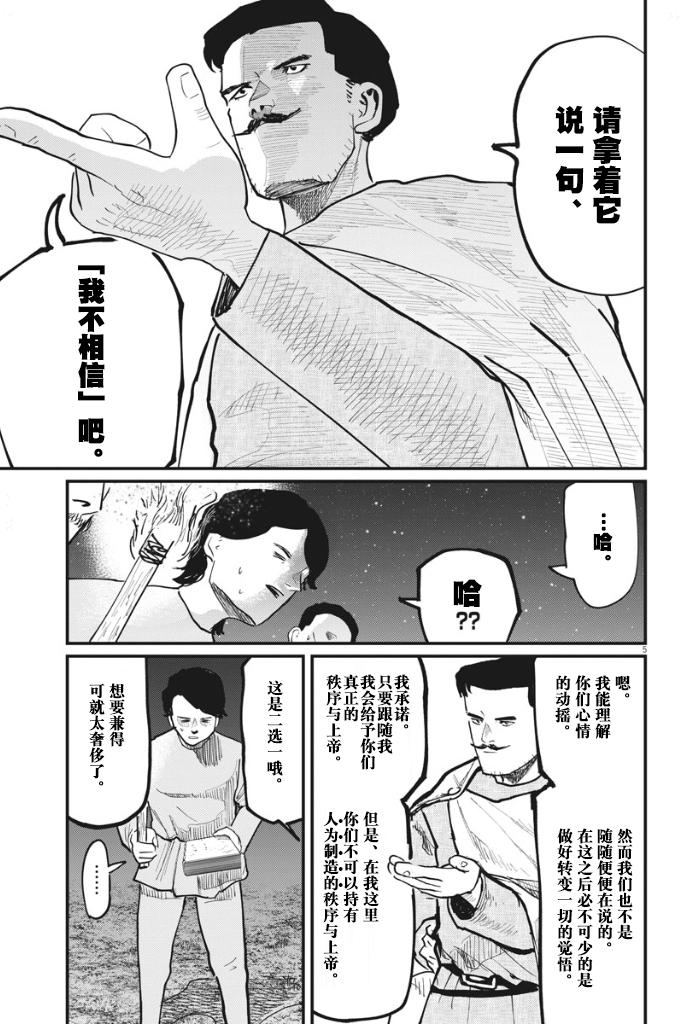 请拿着它
说一句、
「我不相信」吧。
…哈。
哈
??
5
嗯。
我能理解
你们心情
的动摇。
然而我们也不是
随随便便在说的。
在这之后必不可少的是
做好转变一切的觉悟。
我承诺。
只要跟随我
我会给予你们
真正的
秩序与上帝。
但是、在我这里
你们不可以持有
人为制造的秩序与上帝。
这是二选一哦。
想要兼得
可就太奢侈了。
……